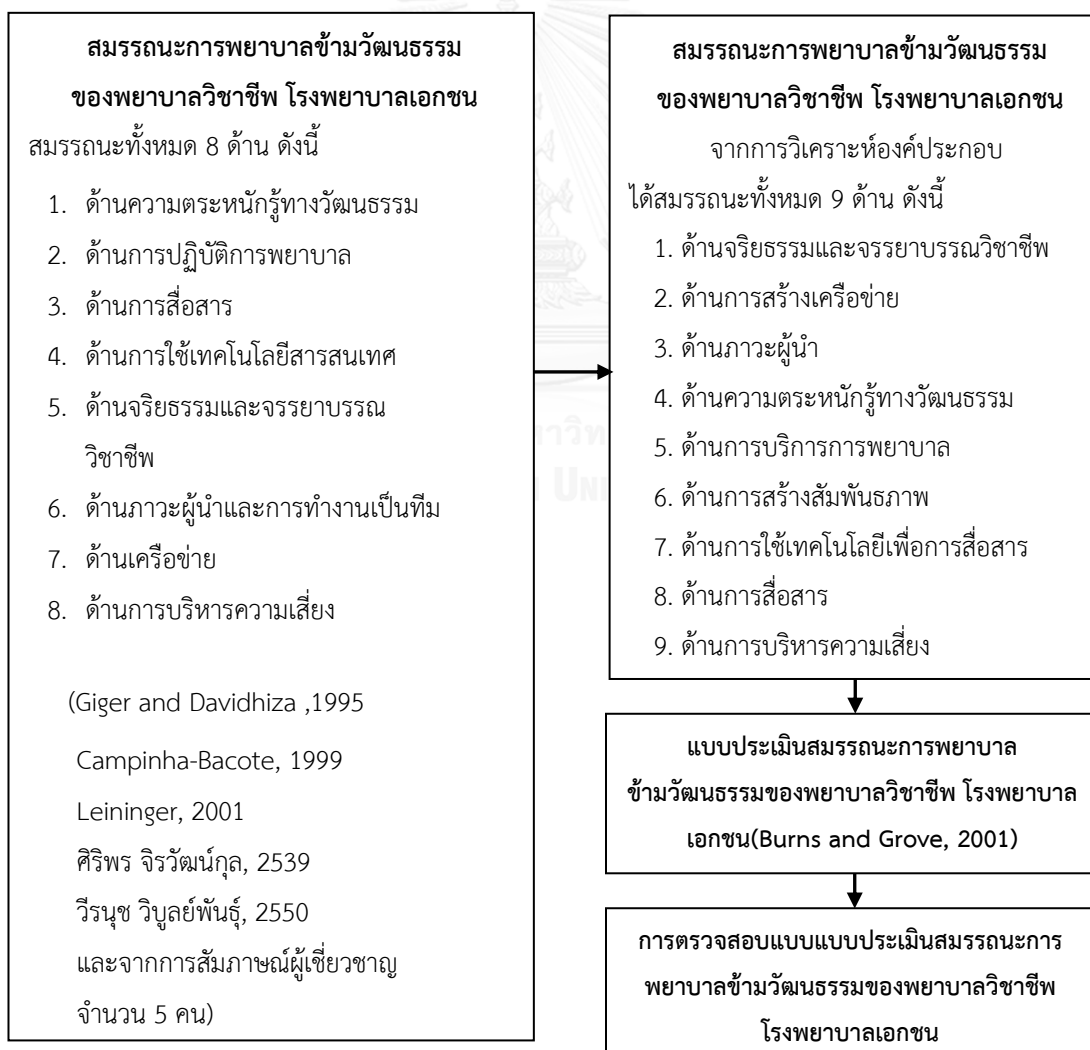 สมรรถนะการพยาบาลข้ามวัฒนธรรม
ของพยาบาลวิชาชีพ โรงพยาบาลเอกชน
สมรรถนะทั้งหมด 8 ด้าน ดังนี้
1. ด้านความตระหนักรู้ทางวัฒนธรรม
2. ด้านการปฏิบัติการพยาบาล
3. ด้านการสื่อสาร
4. ด้านการใช้เทคโนโลยีสารสนเทศ
5. ด้านจริยธรรมและจรรยาบรรณ
วิชาชีพ
6. ด้านภาวะผู้นำและการทำงานเป็นทีม
7. ด้านเครือข่าย
8. ด้านการบริหารความเสี่ยง
(Giger and Davidhiza ,1995
Campinha-Bacote, 1999
Leininger, 2001
ศิริพร จิรวัฒน์กุล, 2539
วีรนุช วิบูลย์พันธุ์, 2550
และจากการสัมภาษณ์ผู้เชี่ยวชาญ
จำนวน 5 คน)
สมรรถนะการพยาบาลข้ามวัฒนธรรม
ของพยาบาลวิชาชีพ โรงพยาบาลเอกชน
จากการวิเคราะห์องค์ประกอบ
ได้สมรรถนะทั้งหมด 9 ด้าน ดังนี้
1. ด้านจริยธรรมและจรรยาบรรณวิชาชีพ
2. ด้านการสร้างเครือข่าย
3. ด้านภาวะผู้นำ
4. ด้านความตระหนักรู้ทางวัฒนธรรม
5. ด้านการบริการการพยาบาล
6. ด้านการสร้างสัมพันธภาพ
7. ด้านการใช้เทคโนโลยีเพื่อการสื่อสาร
8. ด้านการสื่อสาร
9. ด้านการบริหารความเสี่ยง
แบบประเมินสมรรถนะการพยาบาล
ข้ามวัฒนธรรมของพยาบาลวิชาชีพ โรงพยาบาล
เอกชน(Burns and Grove, 2001)
การตรวจสอบแบบแบบประเมินสมรรถนะการ
พยาบาลข้ามวัฒนธรรมของพยาบาลวิชาชีพ
โรงพยาบาลเอกชน